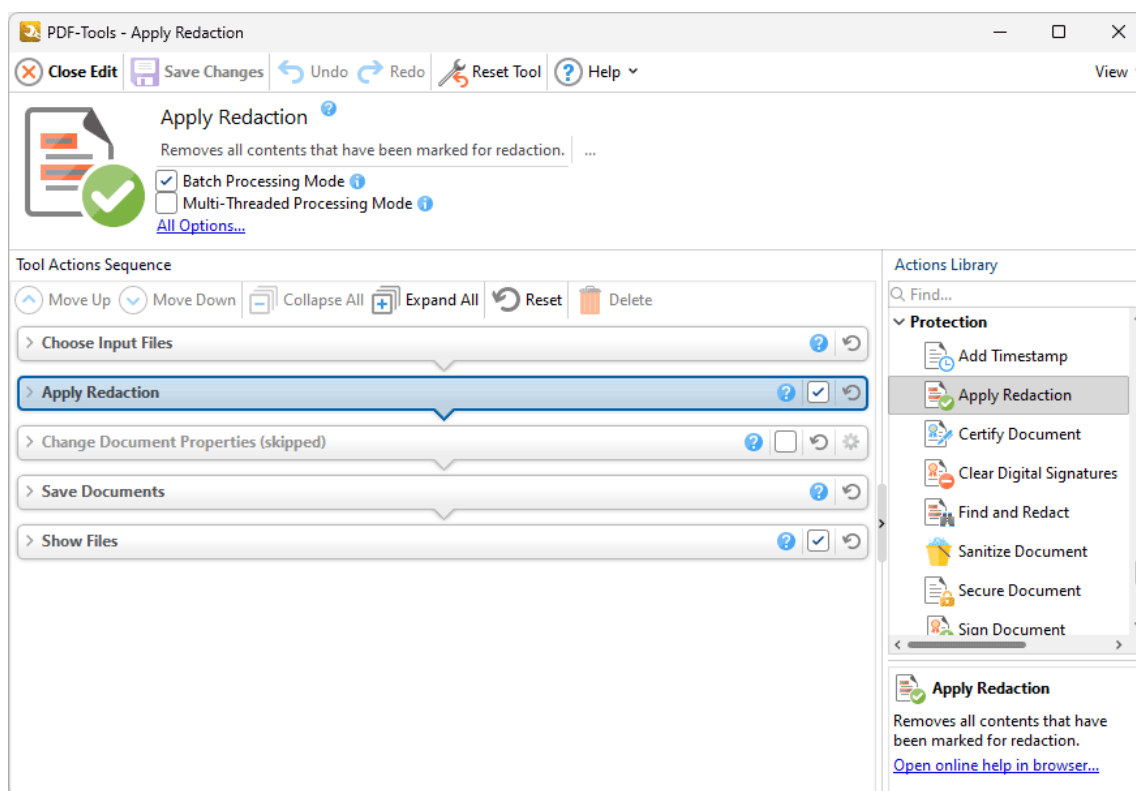 PDF-Tools - Apply Redaction
Close Edit Save Changes Undo Redo Reset Tool Help View
Apply Redaction
Removes all contents that have been marked for redaction. ...
Batch Processing Mode
Multi-Threaded Processing Mode
All Options...
Tool Actions Sequence
Move Up Move Down Collapse All Expand All Reset Delete
Choose Input Files
Apply Redaction
Change Document Properties (skipped)
Save Documents
Show Files
Actions Library
Find...
Protection
Add Timestamp
Apply Redaction
Certify Document
Clear Digital Signatures
Find and Redact
Sanitize Document
Secure Document
Sign Document
Apply Redaction
Removes all contents that have
been marked for redaction.
Open online help in browser...